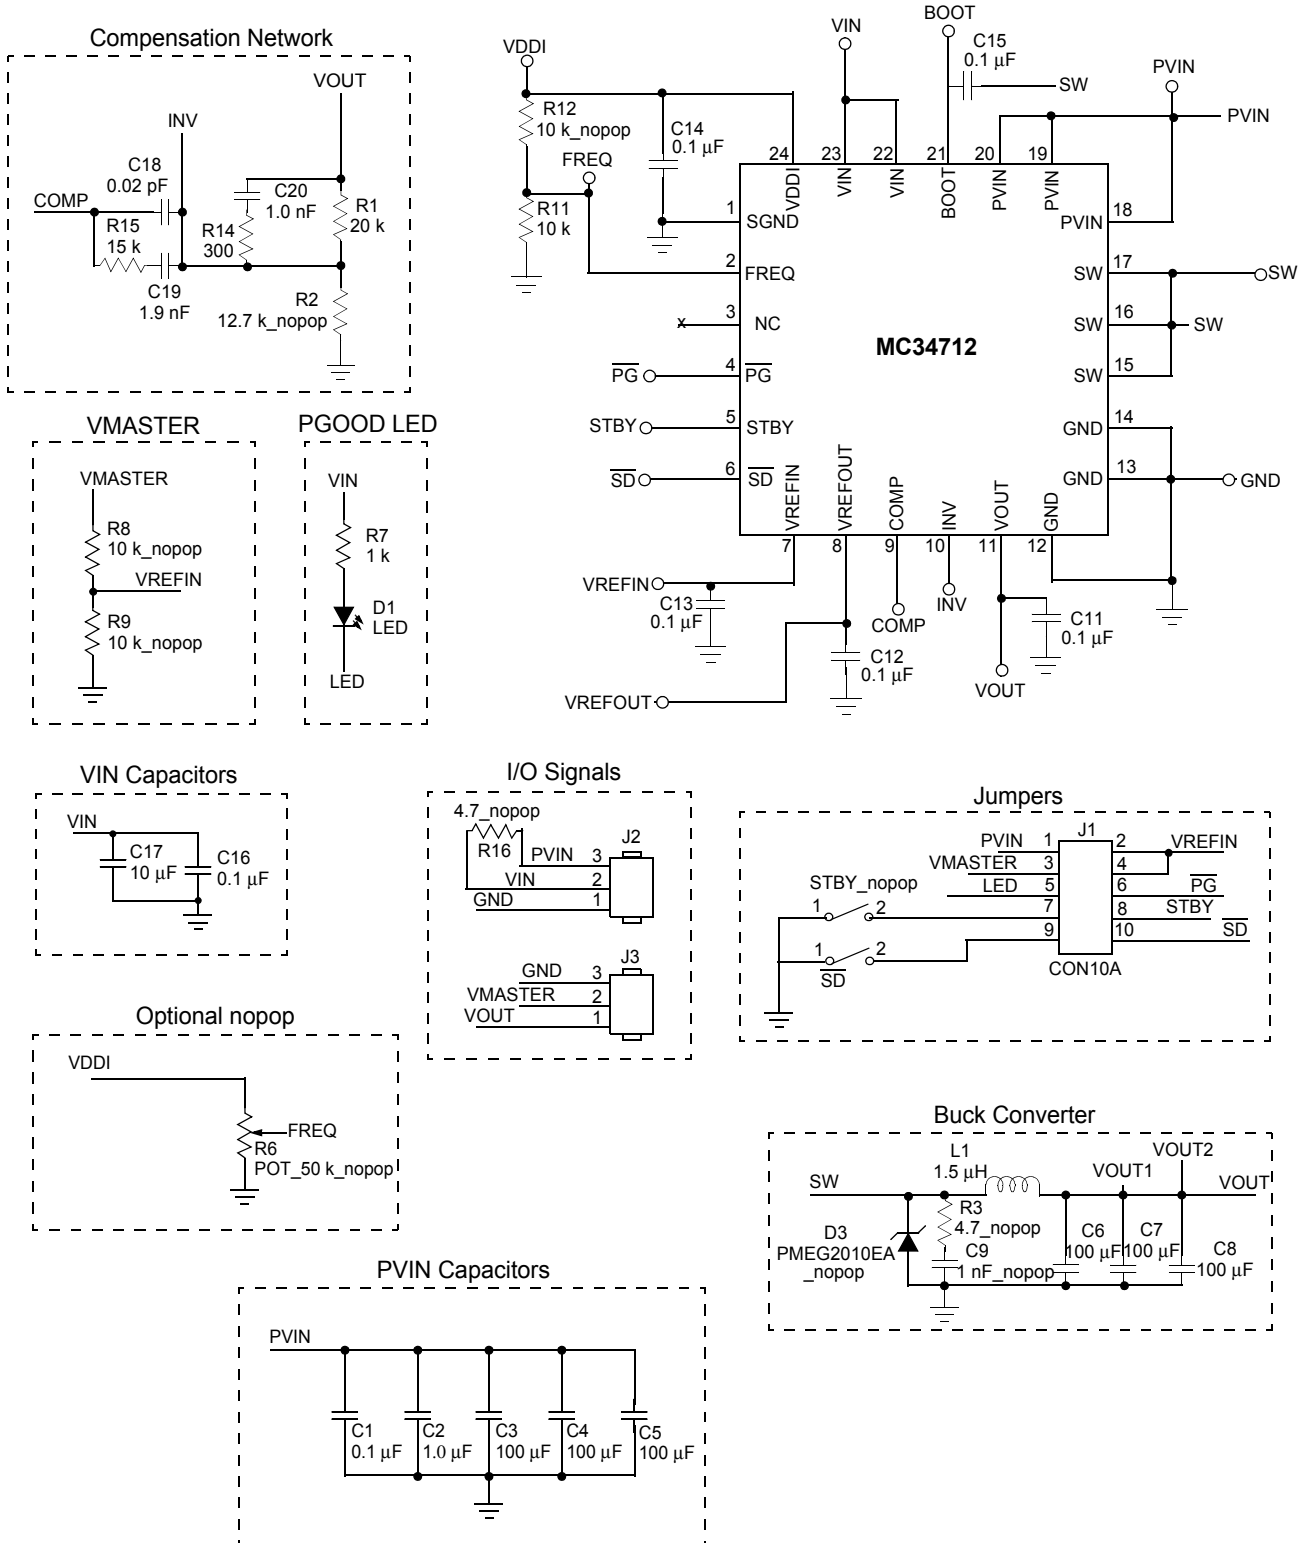 Compensation Network
VOUT
INV
C18
0.02 pF
COMP
R15
15 k
C19
1.9 nF
C20
1.0 nF
R14
300
R1
20 k
R2
12.7 k_nopop
VDDI
R12
10 k_nopop
FREQ
R11
10 k
C14
0.1 μF
VIN
BOOT
C15
0.1 μF
SW
PVIN
PVIN
24
23
22
21
20
19
VDDI
VIN
VIN
BOOT
PVIN
PVIN
1
SGND
2
FREQ
3
NC
x
PG
4
PG
STBY
5
STBY
SD
6
SD
MC34712
18
PVIN
17
SW
SW
16
SW
SW
15
SW
14
GND
13
GND
GND
VREFIN
VREFOUT
COMP
INV
VOUT
GND
7
8
9
10
11
12
VREFIN
C13
0.1 μF
COMP
INV
C11
0.1 μF
C12
0.1 μF
VOUT
VREFOUT
VMASTER
VMASTER
R8
10 k_nopop
VREFIN
R9
10 k_nopop
PGOOD LED
VIN
R7
1 k
D1
LED
LED
VIN Capacitors
VIN
C17
10 μF
C16
0.1 μF
I/O Signals
4.7_nopop
R16
J2
PVIN 3
VIN 2
GND 1
J3
GND 3
VMASTER 2
VOUT 1
Jumpers
J1
PVIN 1
2 VREFIN
VMASTER 3
4
LED 5
6 PG
STBY_nopop
1 2
7
8 STBY
9
10 SD
1 2
SD
CON10A
Optional nopop
VDDI
FREQ
R6
POT_50 k_nopop
Buck Converter
L1
1.5 μH
VOUT2
VOUT1
SW
VOUT
R3
4.7_nopop
D3
PMEG2010EA
_nopop
C9
1 nF_nopop
C6
100 μF
C7
100 μF
C8
100 μF
PVIN Capacitors
PVIN
C1
0.1 μF
C2
1.0 μF
C3
100 μF
C4
100 μF
C5
100 μF